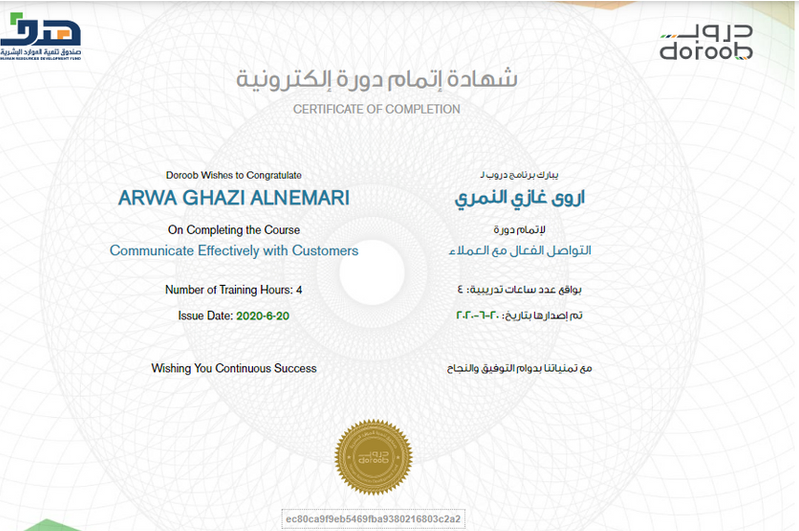 هدف
صندوق تنمية الموارد البشرية
HUMAN RESOURCES DEVELOPMENT FUND
دروب
doroob
شهادة إتمام دورة إلكترونية
CERTIFICATE OF COMPLETION
Doroob Wishes to Congratulate
يبارك برنامج دروب لـ
ARWA GHAZI ALNEMARI
اروى غازي النمري
On Completing the Course
لإتمام دورة
Communicate Effectively with Customers
التواصل الفعال مع العملاء
Number of Training Hours: 4
بواقع عدد ساعات تدريبية: ٤
Issue Date: 2020-6-20
تم إصدارها بتاريخ: ٢٠-٦-٢٠٢٠
Wishing You Continuous Success
مع تمنياتنا بدوام التوفيق والنجاح
دروب
doroob
ec80ca9f9eb5469fba9380216803c2a2